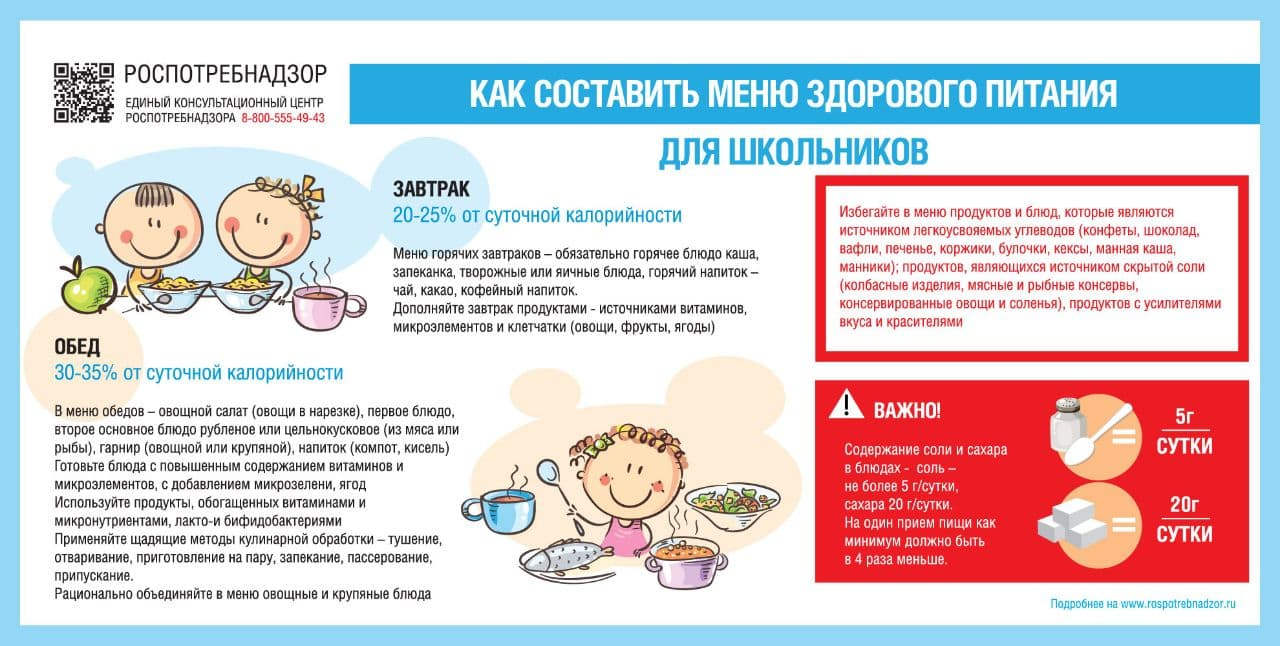 РОСПОТРЕБНАДЗОР
ЕДИНЫЙ КОНСУЛЬТАЦИОННЫЙ ЦЕНТР
РОСПОТРЕБНАДЗОРА 8-800-555-49-43
КАК СОСТАВИТЬ МЕНЮ ЗДОРОВОГО ПИТАНИЯ
ДЛЯ ШКОЛЬНИКОВ
ЗАВТРАК
20-25% от суточной калорийности
Меню горячих завтраков – обязательно горячее блюдо каша,
запеканка, творожные или яичные блюда, горячий напиток –
чай, какао, кофейный напиток.
Дополняйте завтрак продуктами - источниками витаминов,
микроэлементов и клетчатки (овощи, фрукты, ягоды)
ОБЕД
30-35% от суточной калорийности
В меню обедов – овощной салат (овощи в нарезке), первое блюдо,
второе основное блюдо рубленое или цельнокусковое (из мяса или
рыбы), гарнир (овощной или крупяной), напиток (компот, кисель)
Готовьте блюда с повышенным содержанием витаминов и
микроэлементов, с добавлением микрозелени, ягод
Используйте продукты, обогащенных витаминами и
микронутриентами, лакто-и бифидобактериями
Применяйте щадящие методы кулинарной обработки – тушение,
отваривание, приготовление на пару, запекание, пассерование,
припускание.
Рационально объединяйте в меню овощные и крупяные блюда
Избегайте в меню продуктов и блюд, которые являются
источником легкоусвояемых углеводов (конфеты, шоколад,
вафли, печенье, коржики, булочки, кексы, манная каша,
манники); продуктов, являющихся источником скрытой соли
(колбасные изделия, мясные и рыбные консервы,
консервированные овощи и соленья), продуктов с усилителями
вкуса и красителями
ВАЖНО!
Содержание соли и сахара
в блюдах - соль –
не более 5 г/сутки,
сахара 20 г/сутки.
На один прием пищи как
минимум должно быть
в 4 раза меньше.
=
5г
СУТКИ
=
20г
СУТКИ
Подробнее на www.rospotrebnadzor.ru